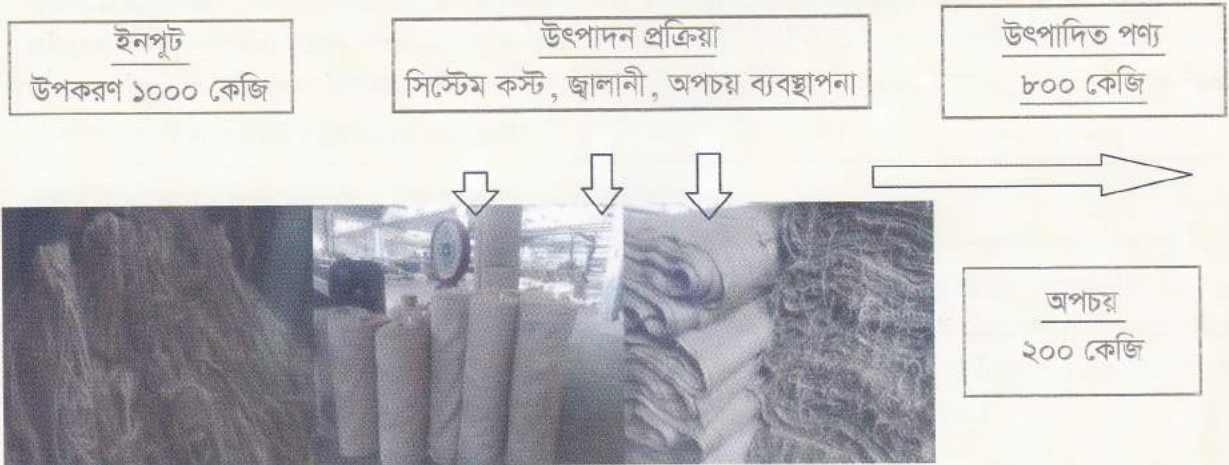 ইনপুট
উপকরণ ১০০০ কেজি
উৎপাদন প্রক্রিয়া
সিস্টেম কস্ট, জ্বালানী, অপচয় ব্যবস্থাপনা
উৎপাদিত পণ্য
৮০০ কেজি
অপচয়
২০০ কেজি